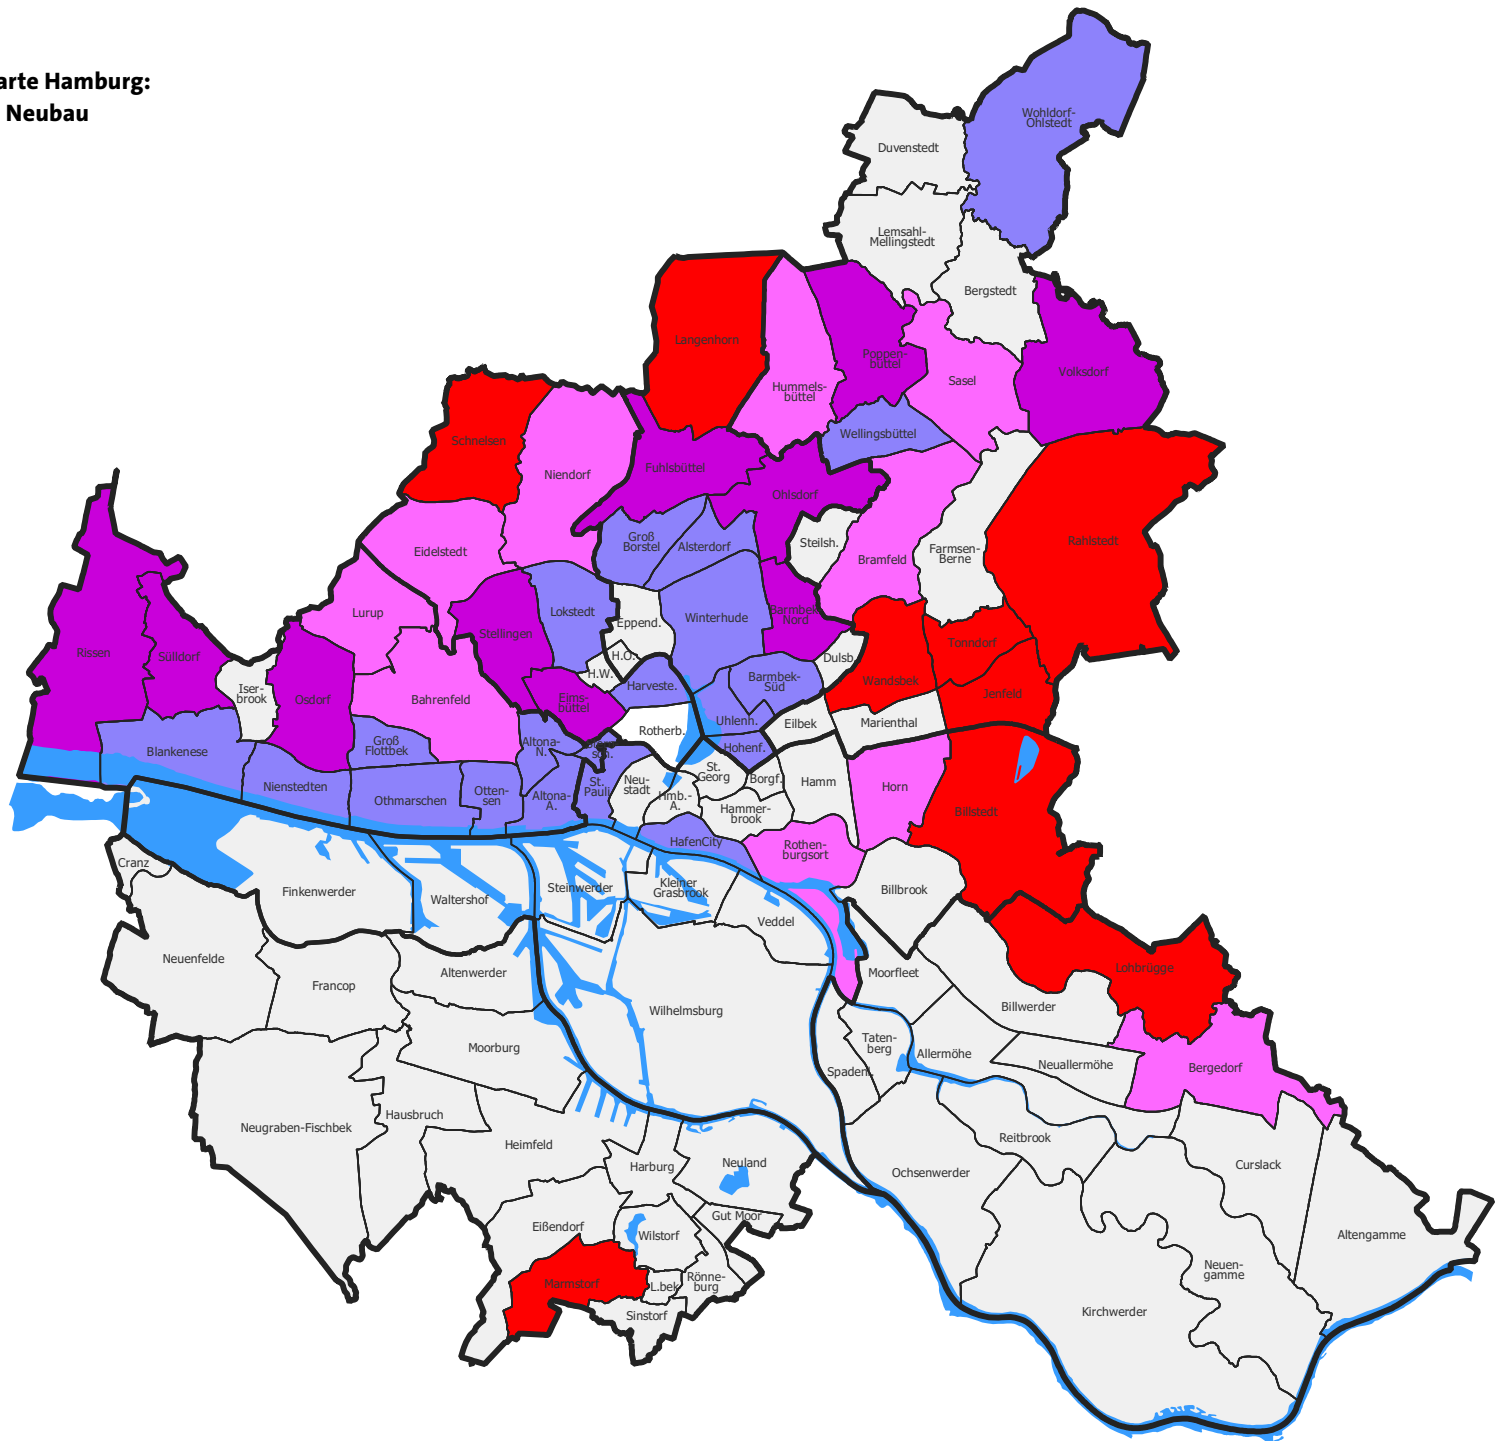 arte Hamburg:
Neubau
Wohldorf-
Ohlstedt
Duvenstedt
Lemsahl-
Mellingstedt
Bergstedt
Langenhorn
Hummels-
büttel
Poppen-
büttel
Sasel
Volksdorf
Wellingsbüttel
Schnelsen
Niendorf
Fuhlsbüttel
Ohlsdorf
Eidelstedt
Groß
Borstel
Alsterdorf
Steilsh.
Bramfeld
Farmsen-
Berne
Rahlstedt
Lurup
Stellingen
Lokstedt
Eppend.
Winterhude
Barmbek-
Nord
Rissen
Sülldorf
Iser-
brook
Osdorf
Bahrenfeld
H.O.
H.W.
Dulsb.
Tonndorf
Wandsbek
Jenfeld
Eims-
büttel
Harveste.
Barmbek-
Süd
Rotherb.
Uhlenh.
Eilbek
Marienthal
Blankenese
Groß
Flottbek
Altona-
N.
sch.
Hohenf.
Nienstedten
Othmarschen
Otten-
sen
Altona-
A.
St.
Pauli
Neu-
stadt
St.
Georg
Borgf.
Hamm
Horn
Hmb.-
A.
Hammer-
brook
Billstedt
HafenCity
Rothen-
burgsort
Cranz
Finkenwerder
Waltershof
Steinwerder
Kleiner
Grasbrook
Veddel
Billbrook
Neuenfelde
Francop
Altenwerder
Moorfleet
Lohbrügge
Wilhelmsburg
Billwerder
Moorburg
Taten-
berg
Allermöhe
Neuallermöhe
Bergedorf
Spadenl.
Neugraben-Fischbek
Hausbruch
Heimfeld
Harburg
Neuland
Reitbrook
Ochsenwerder
Curslack
Gut Moor
Eißendorf
Wilstorf
Altengamme
Marmstorf
L.bek
Rönne-
burg
Neuen-
gamme
Sinstorf
Kirchwerder